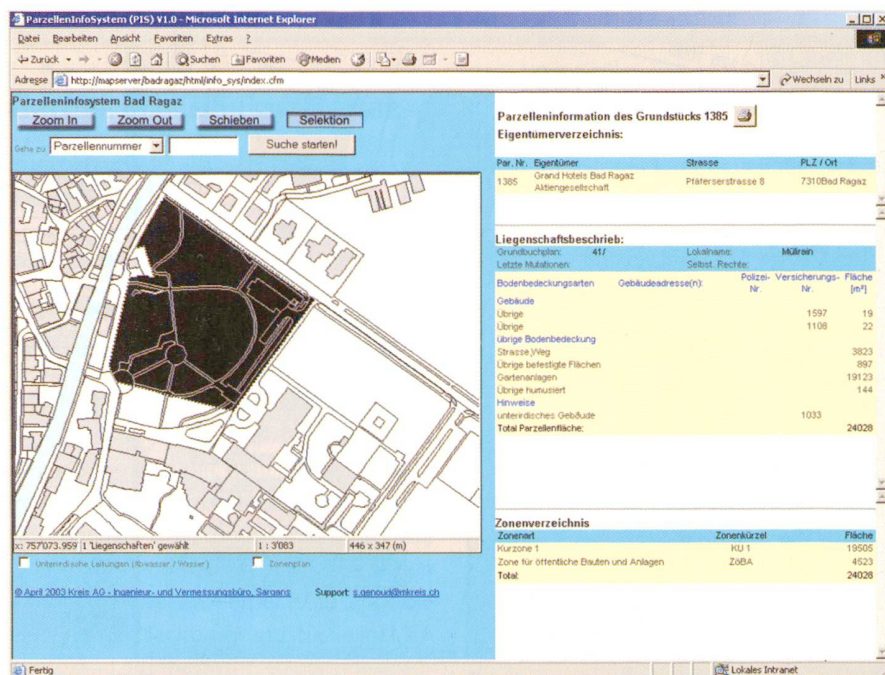 ParzellenInfoSystem (PIS) V1.0 - Microsoft Internet Explorer
Datei Bearbeiten Ansicht Favoriten Extras ?
Zurück Suchen Favoriten Medien
Adresse http://mapserver/badragaz/html/info_sys/index.cfm Wechseln zu Links »
Parzelleninfosystem Bad Ragaz
Zoom In Zoom Out Schieben Selektion
Gehe zu Parzellennummer Suche starten!
x: 757'073.959 1 'Liegenschaften' gewählt 1 : 3'083 446 x 347 (m)
Unterirdische Leitungen (Abwasser / Wasser) Zonenplan
© April 2003 Kreis AG - Ingenieur- und Vermessungsbüro, Sargans Support: s.genoud@mkreis.ch
Parzelleninformation des Grundstücks 1385
Eigentümerverzeichnis:
Par. Nr. Eigentümer Strasse PLZ / Ort
1385 Grand Hotels Bad Ragaz Aktiengesellschaft Pfäferserstrasse 8 7310Bad Ragaz
Liegenschaftsbeschrieb:
Grundbuchplan: 417 Lokalname: Mülirain
Letzte Mutationen: Selbst. Rechte:
Bodenbedeckungsarten Gebäudeadresse(n): Polizei-Nr. Versicherungs-Nr. Fläche [m²]
Gebäude
Übrige 1597 19
Übrige 1108 22
übrige Bodenbedeckung
Strasse,Weg 3823
Übrige befestigte Flächen 897
Gartenanlagen 19123
Übrige humusiert 144
Hinweise
unterirdisches Gebäude 1033
Total Parzellenfläche: 24028
Zonenverzeichnis
Zonenart Zonenkürzel Fläche
Kurzone 1 KU 1 19505
Zone für öffentliche Bauten und Anlagen ZöBA 4523
Total: 24028
Fertig Lokales Intranet